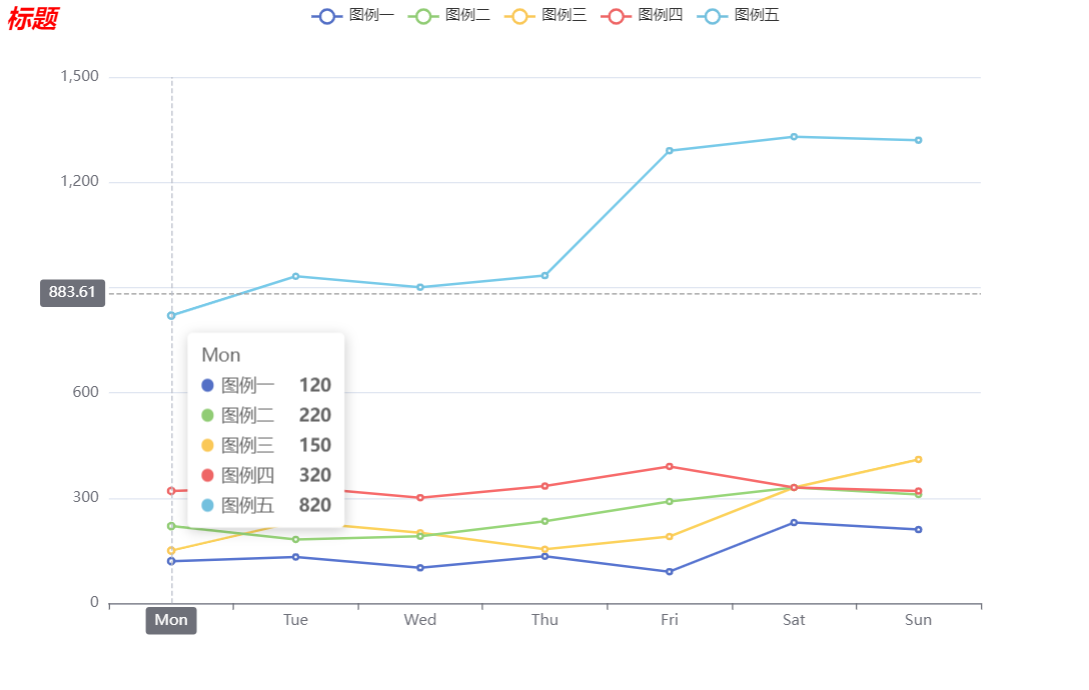 标题
图例一 图例二 图例三 图例四 图例五
1,500
1,200
883.61
600
300
0
Mon
图例一 120
图例二 220
图例三 150
图例四 320
图例五 820
Mon Tue Wed Thu Fri Sat Sun